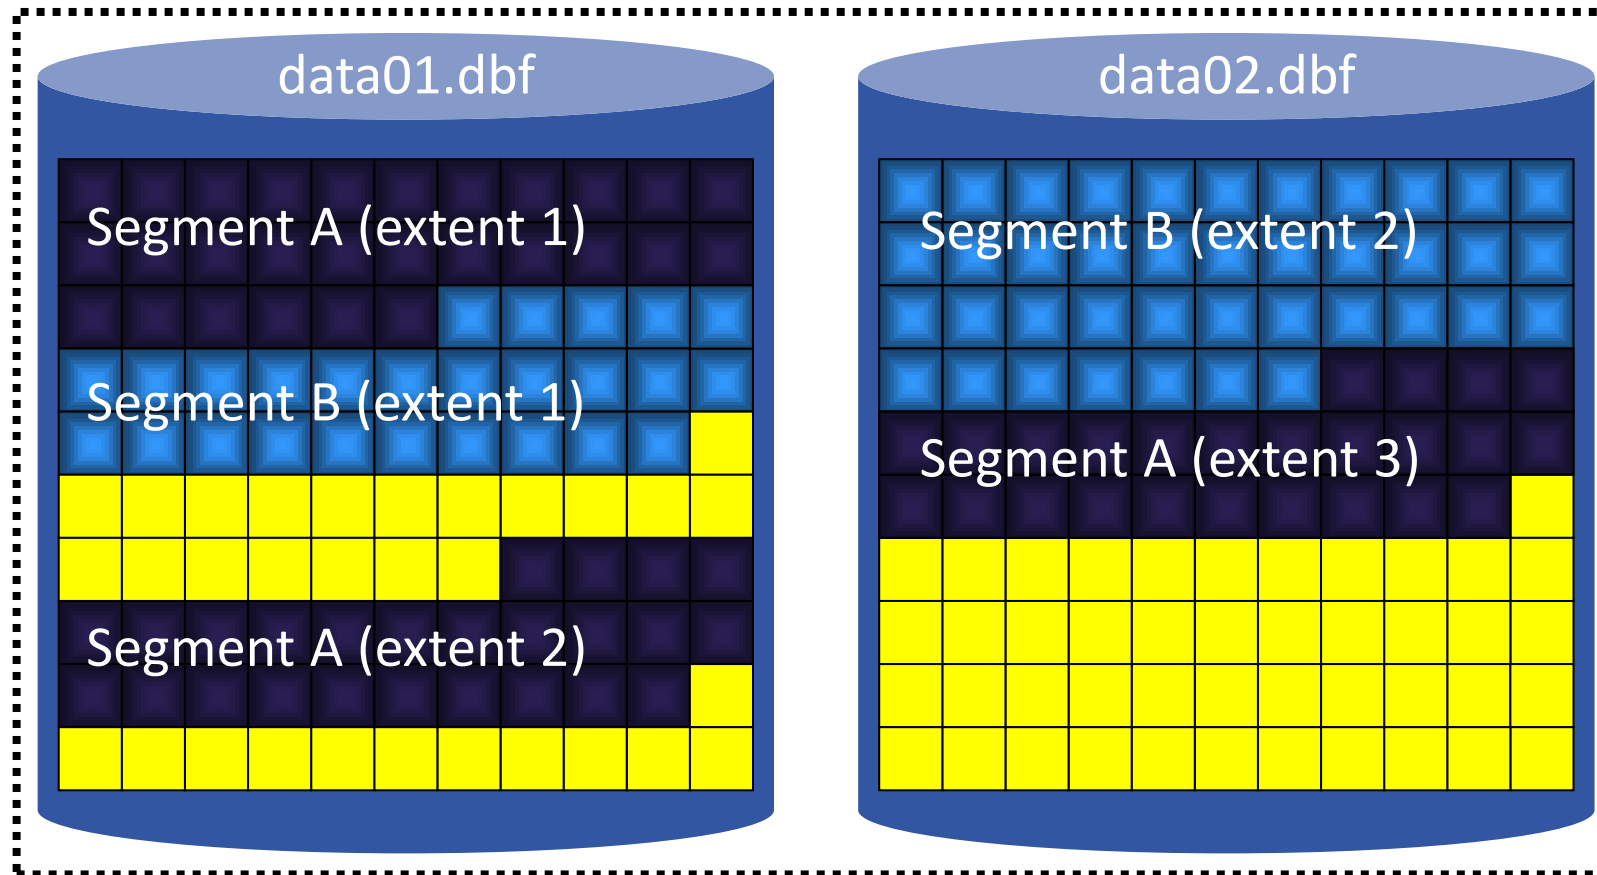 data01.dbf
Segment A (extent 1)
Segment B (extent 1)
Segment A (extent 2)
data02.dbf
Segment B (extent 2)
Segment A (extent 3)